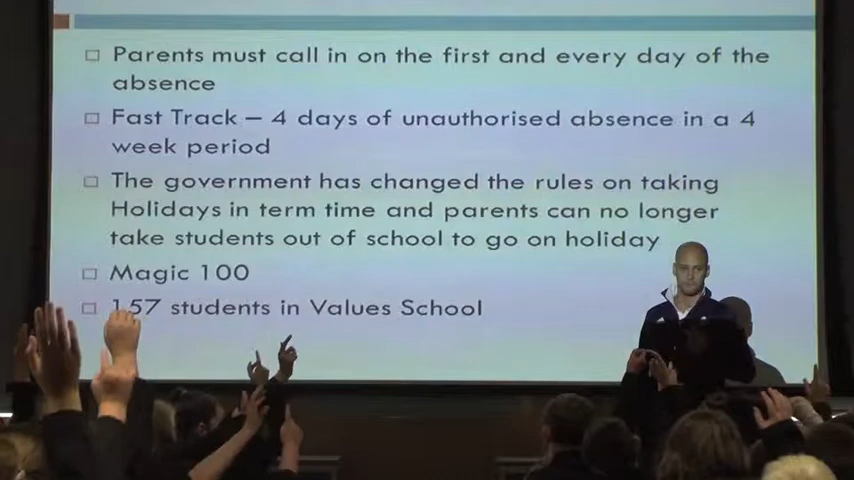 Parents must call in on the first and every day of the
absence
Fast Track – 4 days of unauthorised absence in a 4
week period
The government has changed the rules on taking
Holidays in term time and parents can no longer
take students out of school to go on holiday
Magic 100
157 students in Values School